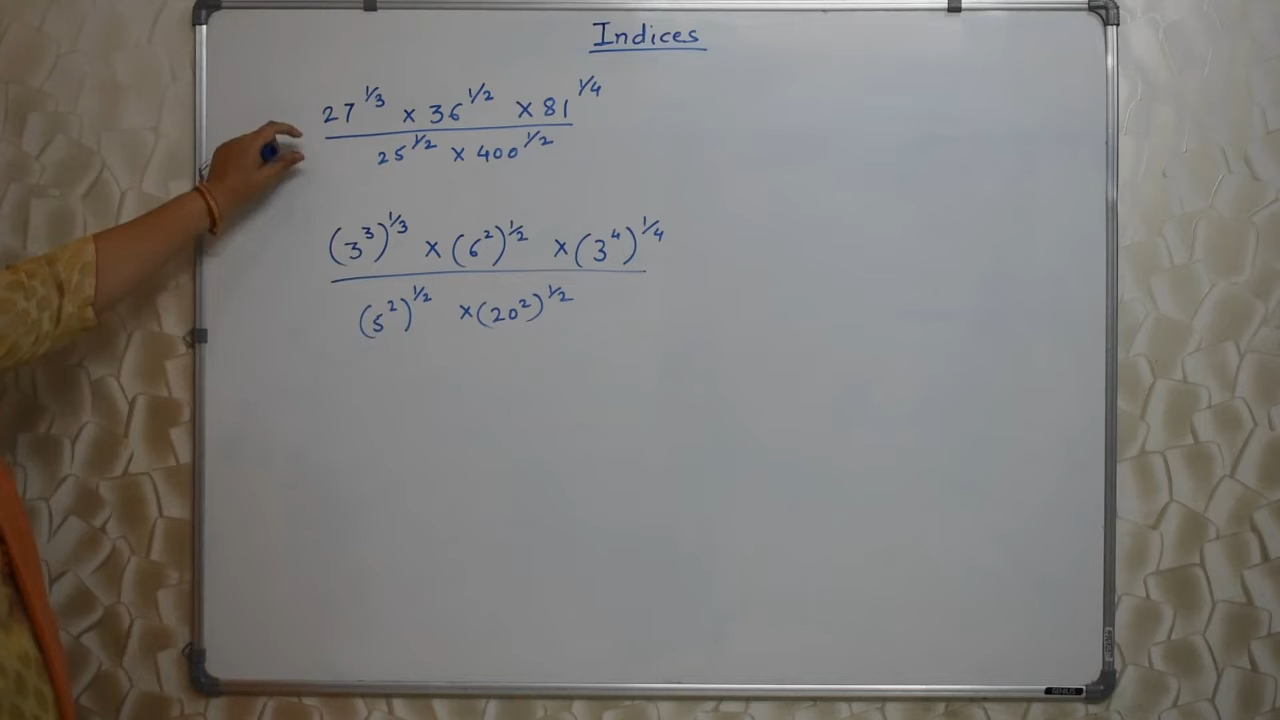 Indices
27^1/3 × 36^1/2 × 81^1/4
25^1/2 × 400^1/2
(3^3)^1/3 × (6^2)^1/2 × (3^4)^1/4
(5^2)^1/2 × (20^2)^1/2
GENIUS